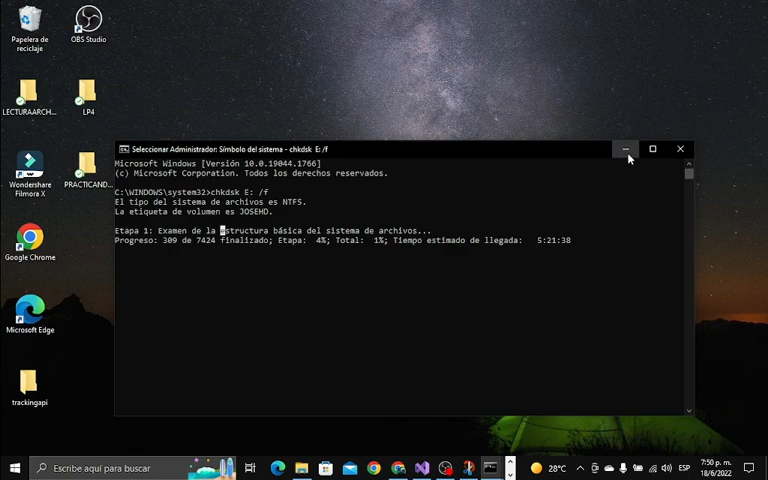 Papelera de
reciclaje
OBS Studio
LECTURAARCH...
LP4
Wondershare
Filmora X
PRACTICAND...
Google Chrome
Microsoft Edge
trackingapi
Seleccionar Administrador: Símbolo del sistema - chkdsk E: /f
Microsoft Windows [Versión 10.0.19044.1766]
(c) Microsoft Corporation. Todos los derechos reservados.
C:\WINDOWS\system32>chkdsk E: /f
El tipo del sistema de archivos es NTFS.
La etiqueta de volumen es JOSEHD.
Etapa 1: Examen de la estructura básica del sistema de archivos...
Progreso: 309 de 7424 finalizado; Etapa: 4%; Total: 1%; Tiempo estimado de llegada: 5:21:38
Escribe aquí para buscar
28°C
ESP
7:50 p. m.
18/6/2022